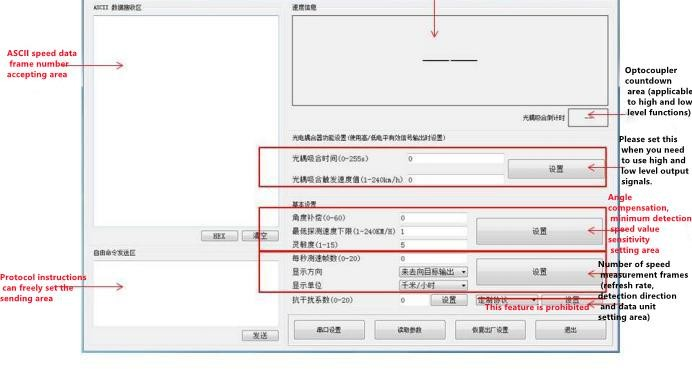 ASCII 数据接收区
速度信息
ASCII speed data
frame number
accepting area
Optocoupler
countdown
area (applicable
to high and low
level functions)
光耦吸合倒计时
---
光电耦合器功能设置(使用高/低电平有效信号输出时设置)
光耦吸合时间(0-255s) 0
设置
光耦吸合触发速度值(1-240km/h) 0
Please set this
when you need
to use high and
low level output
signals.
基本设置
角度补偿(0-60) 0
最低探测速度下限(1-240KM/H) 1
设置
灵敏度(1-15) 5
Angle
compensation,
minimum detection
speed value
sensitivity
setting area
HEX 清空
自由命令发送区
每秒测速帧数(0-20) 0
显示方向 来去向目标输出
设置
显示单位 千米/小时
Number of speed
measurement frames
(refresh rate,
detection direction
and data unit
setting area)
Protocol instructions
can freely set the
sending area
抗干扰系数(0-20) 0 设置 定制协议 设置
This feature is prohibited
发送
串口设置 读取参数 恢复出厂设置 退出